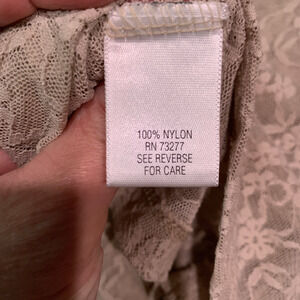 100% NYLON
RN 73277
SEE REVERSE
FOR CARE